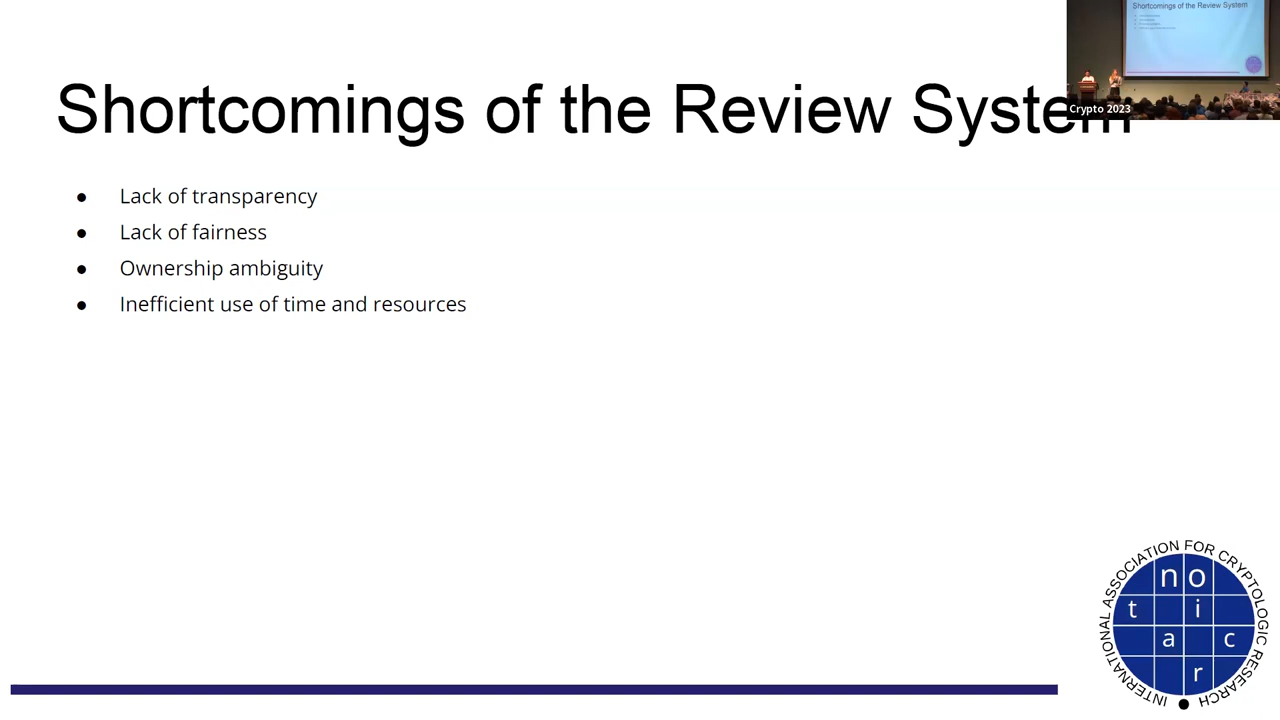 Shortcomings of the Review System
Lack of transparency
Lack of fairness
Ownership ambiguity
Inefficient use of time and resources
Shortcomings of the Review System
Crypto 2023
INTERNATIONAL ASSOCIATION FOR CRYPTOLOGIC RESEARCH
n o
t i
a c
r